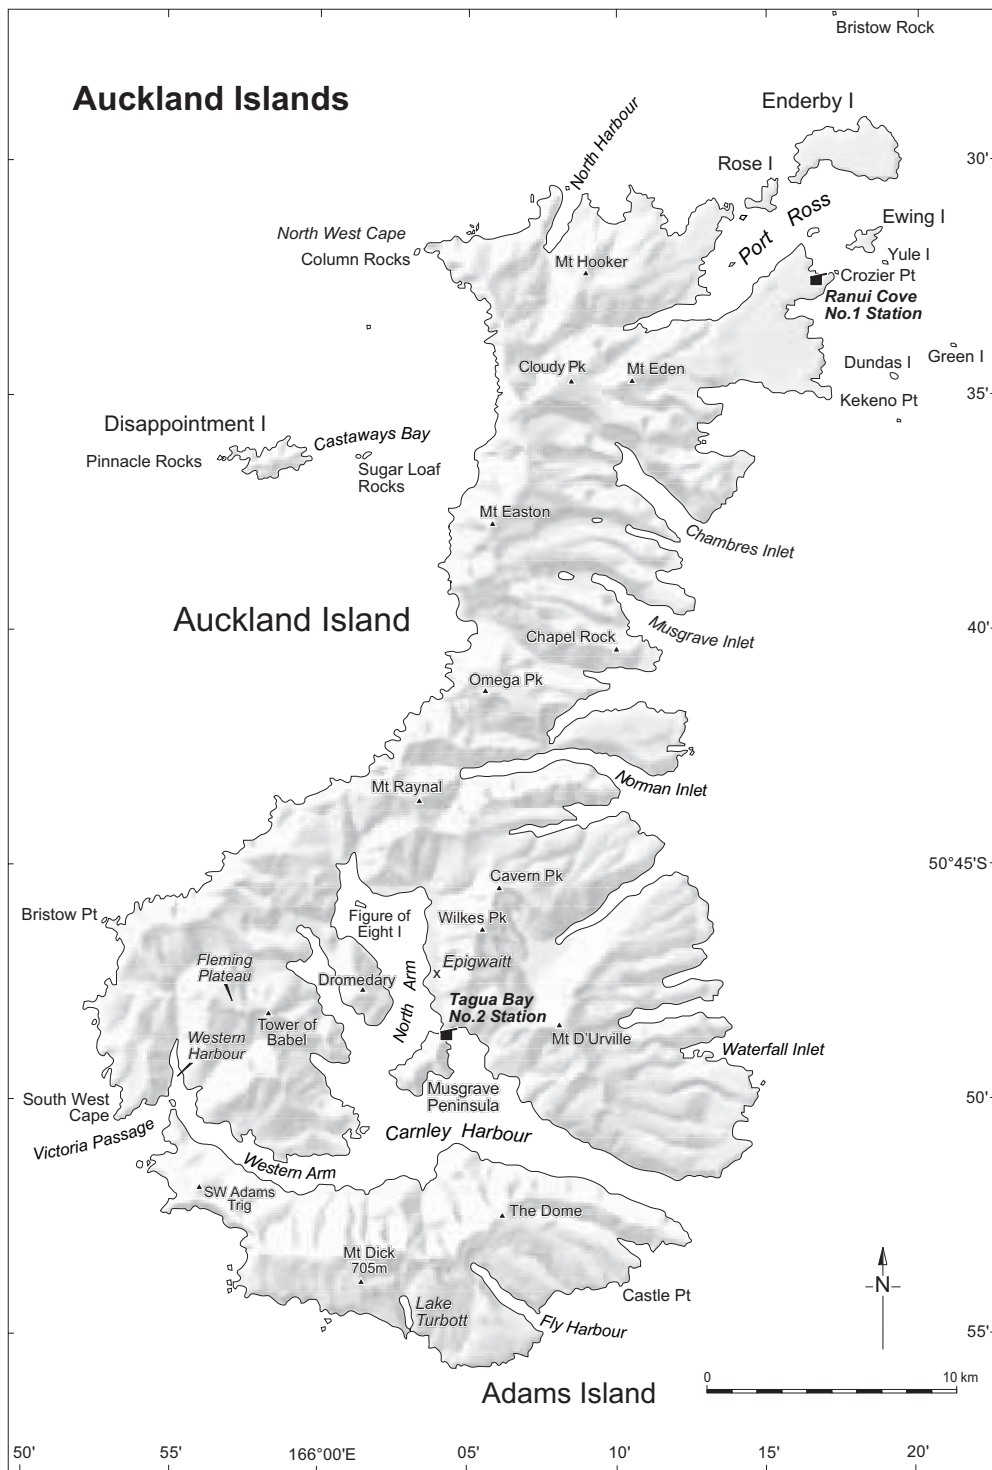 Bristow Rock
Auckland Islands
Enderby I
North Harbour
Rose I
30'
Port Ross
Ewing I
North West Cape
Column Rocks
Mt Hooker
Yule I
Crozier Pt
Ranui Cove
No.1 Station
Cloudy Pk
Mt Eden
Dundas I
Green I
35'
Kekeno Pt
Disappointment I
Castaways Bay
Pinnacle Rocks
Sugar Loaf
Rocks
Mt Easton
Chambres Inlet
Auckland Island
40'
Musgrave Inlet
Chapel Rock
Omega Pk
Mt Raynal
Norman Inlet
50°45'S
Cavern Pk
Bristow Pt
Figure of
Eight I
Wilkes Pk
Fleming
Plateau
Epigwaitt
Dromedary
North Arm
Tagua Bay
No.2 Station
Tower of
Babel
Western
Harbour
Mt D'Urville
Waterfall Inlet
South West
Cape
Musgrave
Peninsula
50'
Victoria Passage
Carnley Harbour
Western Arm
SW Adams
Trig
The Dome
Mt Dick
705m
Castle Pt
N
Lake
Turbott
Fly Harbour
55'
0
10 km
Adams Island
50'
55'
166°00'E
05'
10'
15'
20'